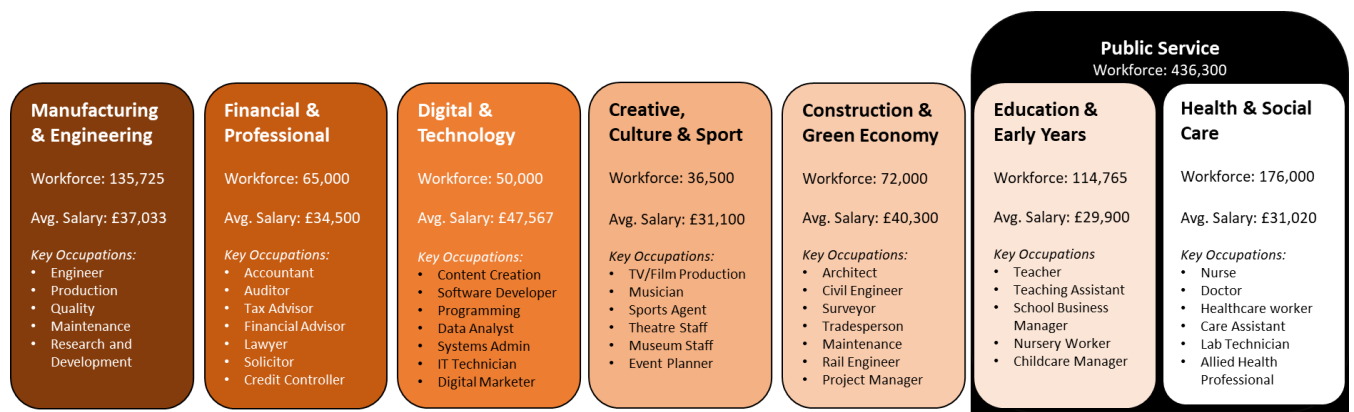 Public Service
Workforce: 436,300
Manufacturing
& Engineering
Workforce: 135,725
Avg. Salary: £37,033
Key Occupations:
• Engineer
• Production
• Quality
• Maintenance
• Research and
Development
Financial &
Professional
Workforce: 65,000
Avg. Salary: £34,500
Key Occupations:
• Accountant
• Auditor
• Tax Advisor
• Financial Advisor
• Lawyer
• Solicitor
• Credit Controller
Digital &
Technology
Workforce: 50,000
Avg. Salary: £47,567
Key Occupations:
• Content Creation
• Software Developer
• Programming
• Data Analyst
• Systems Admin
• IT Technician
• Digital Marketer
Creative,
Culture & Sport
Workforce: 36,500
Avg. Salary: £31,100
Key Occupations:
• TV/Film Production
• Musician
• Sports Agent
• Theatre Staff
• Museum Staff
• Event Planner
Construction &
Green Economy
Workforce: 72,000
Avg. Salary: £40,300
Key Occupations:
• Architect
• Civil Engineer
• Surveyor
• Tradesperson
• Maintenance
• Rail Engineer
• Project Manager
Education &
Early Years
Workforce: 114,765
Avg. Salary: £29,900
Key Occupations
• Teacher
• Teaching Assistant
• School Business
Manager
• Nursery Worker
• Childcare Manager
Health & Social
Care
Workforce: 176,000
Avg. Salary: £31,020
Key Occupations:
• Nurse
• Doctor
• Healthcare worker
• Care Assistant
• Lab Technician
• Allied Health
Professional